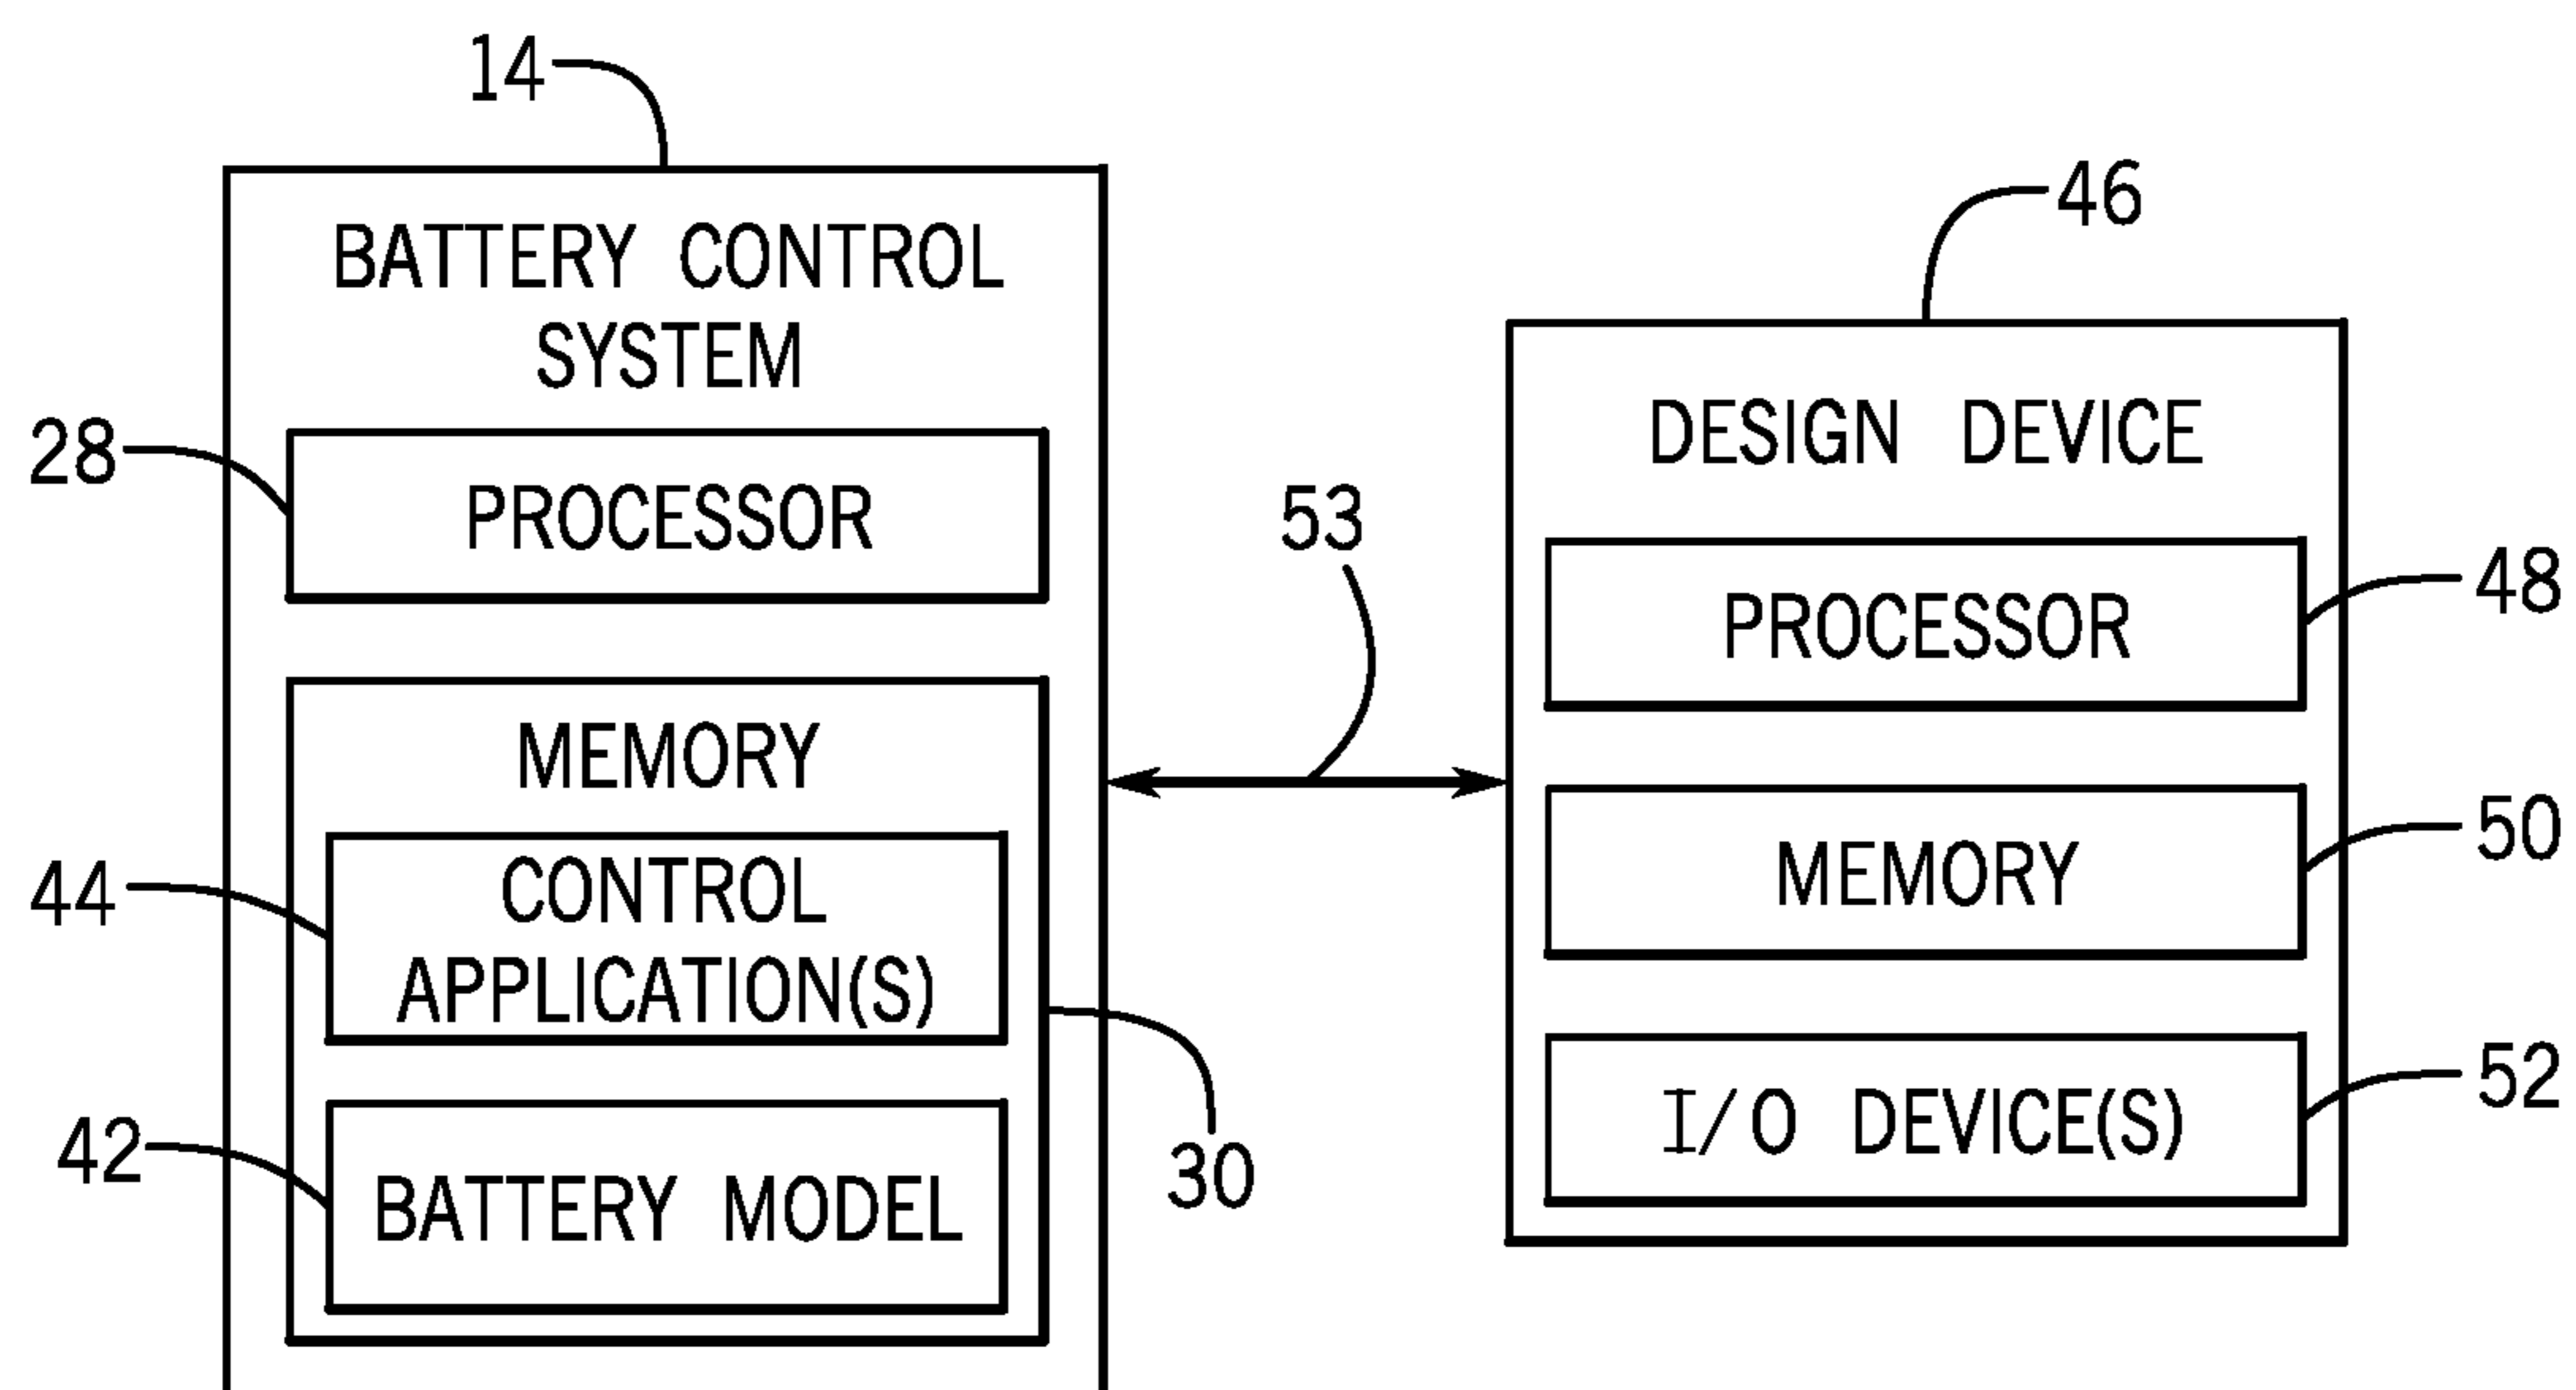 14
BATTERY CONTROL
SYSTEM
28
PROCESSOR
MEMORY
44
CONTROL
APPLICATION(S)
42
BATTERY MODEL
30
53
46
DESIGN DEVICE
PROCESSOR
48
MEMORY
50
I/O DEVICE(S)
52